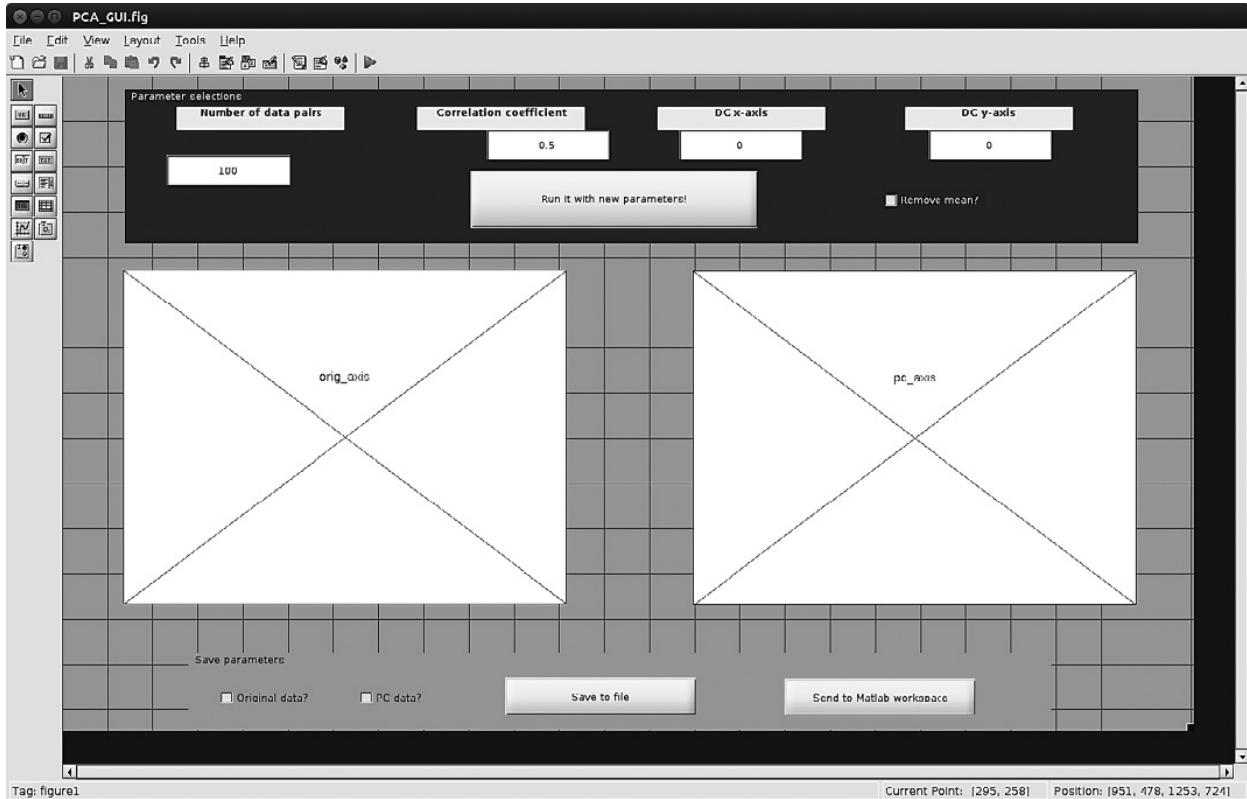 PCA_GUI.fig
File Edit View Layout Tools Help
Parameter selections
Number of data pairs Correlation coefficient DC x-axis DC y-axis
0.5 0 0
100
Run it with new parameters!
Remove mean?
orig_axis pc_axis
Save parameters
Original data? PC data? Save to file Send to Matlab workspace
Tag: figure1 Current Point: [295, 258] Position: [951, 478, 1253, 724]